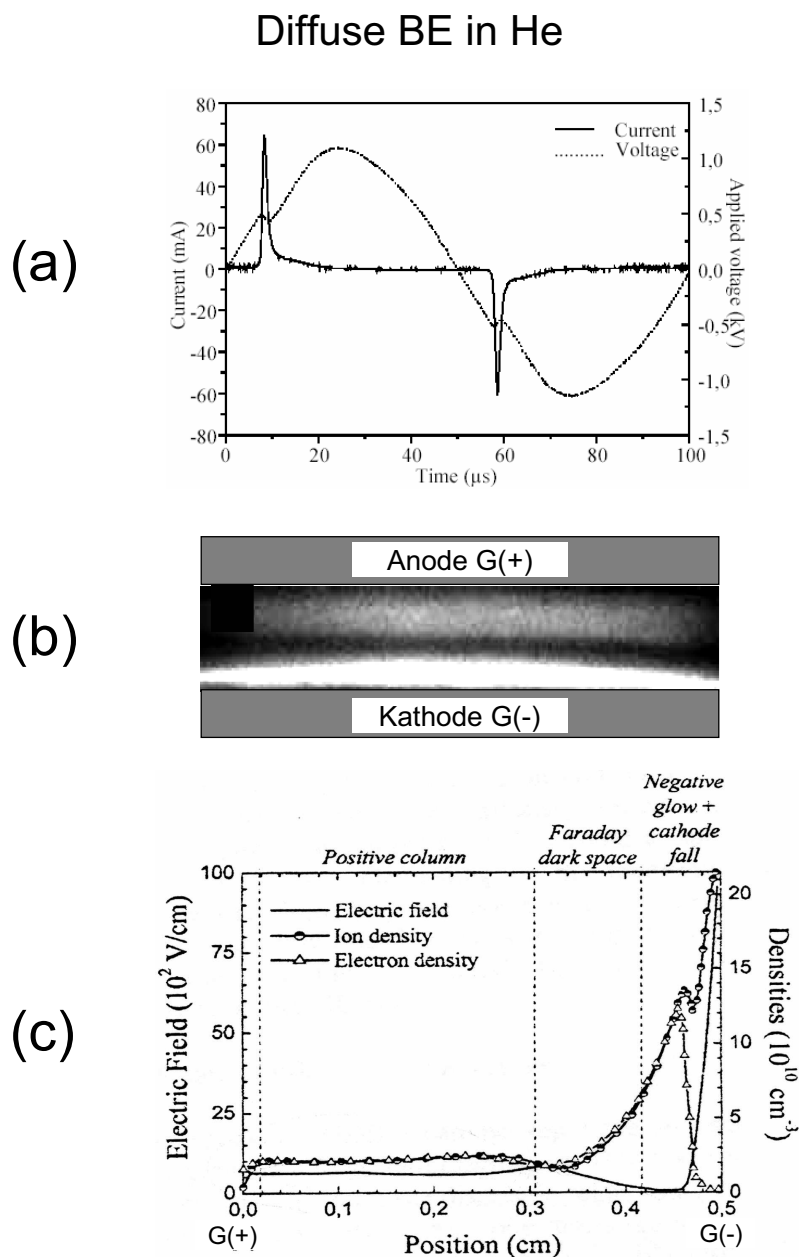 Diffuse BE in He
(a)
80
60
40
20
0
-20
-40
-60
-80
Current (mA)
1,5
1,0
0,5
0,0
-0,5
-1,0
-1,5
Applied voltage (kV)
Current
Voltage
0 20 40 60 80 100
Time (µs)
(b)
Anode G(+)
Kathode G(-)
(c)
Negative
glow +
cathode
fall
Faraday
dark space
Positive column
100
75
50
25
0
Electric Field (10² V/cm)
Electric field
Ion density
Electron density
20
15
10
5
0
Densities (10¹⁰ cm⁻³)
0,0 0,1 0,2 0,3 0,4 0,5
G(+) G(-)
Position (cm)